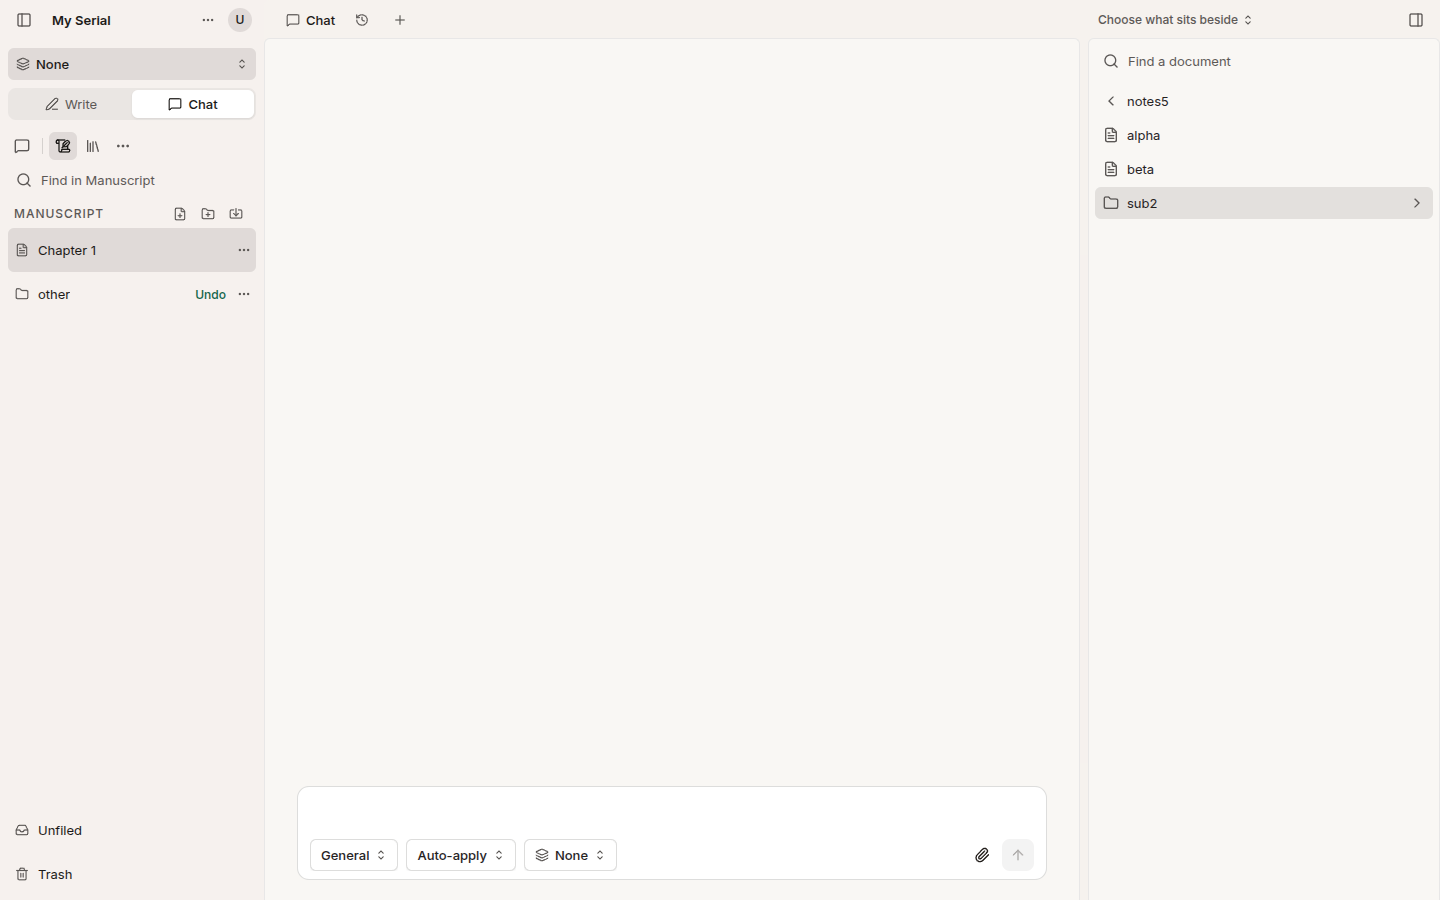 My Serial
U
None
Write
Chat
Find in Manuscript
MANUSCRIPT
Chapter 1
other
Undo
Unfiled
Trash
Chat
General
Auto-apply
None
Choose what sits beside
Find a document
notes5
alpha
beta
sub2